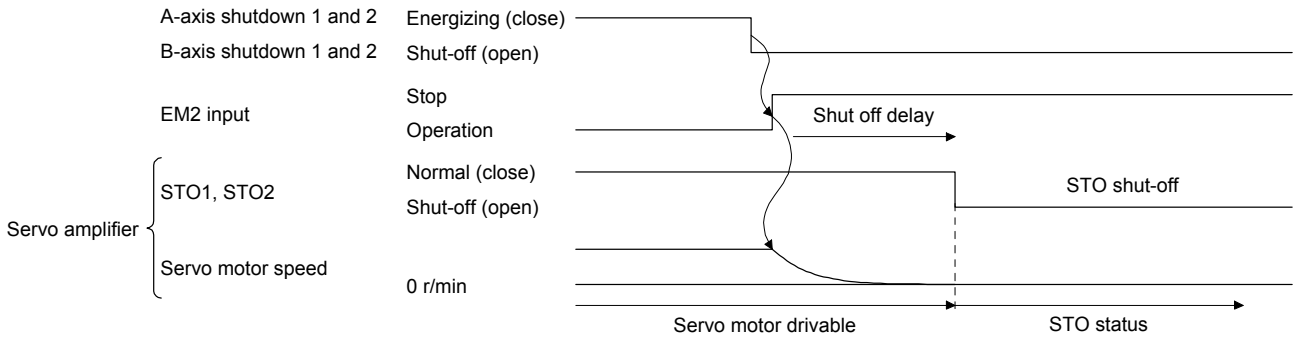 A-axis shutdown 1 and 2 Energizing (close)
B-axis shutdown 1 and 2 Shut-off (open)
Stop
EM2 input
Operation
Shut off delay
Normal (close)
STO1, STO2
Shut-off (open)
STO shut-off
Servo amplifier
Servo motor speed
0 r/min
Servo motor drivable
STO status